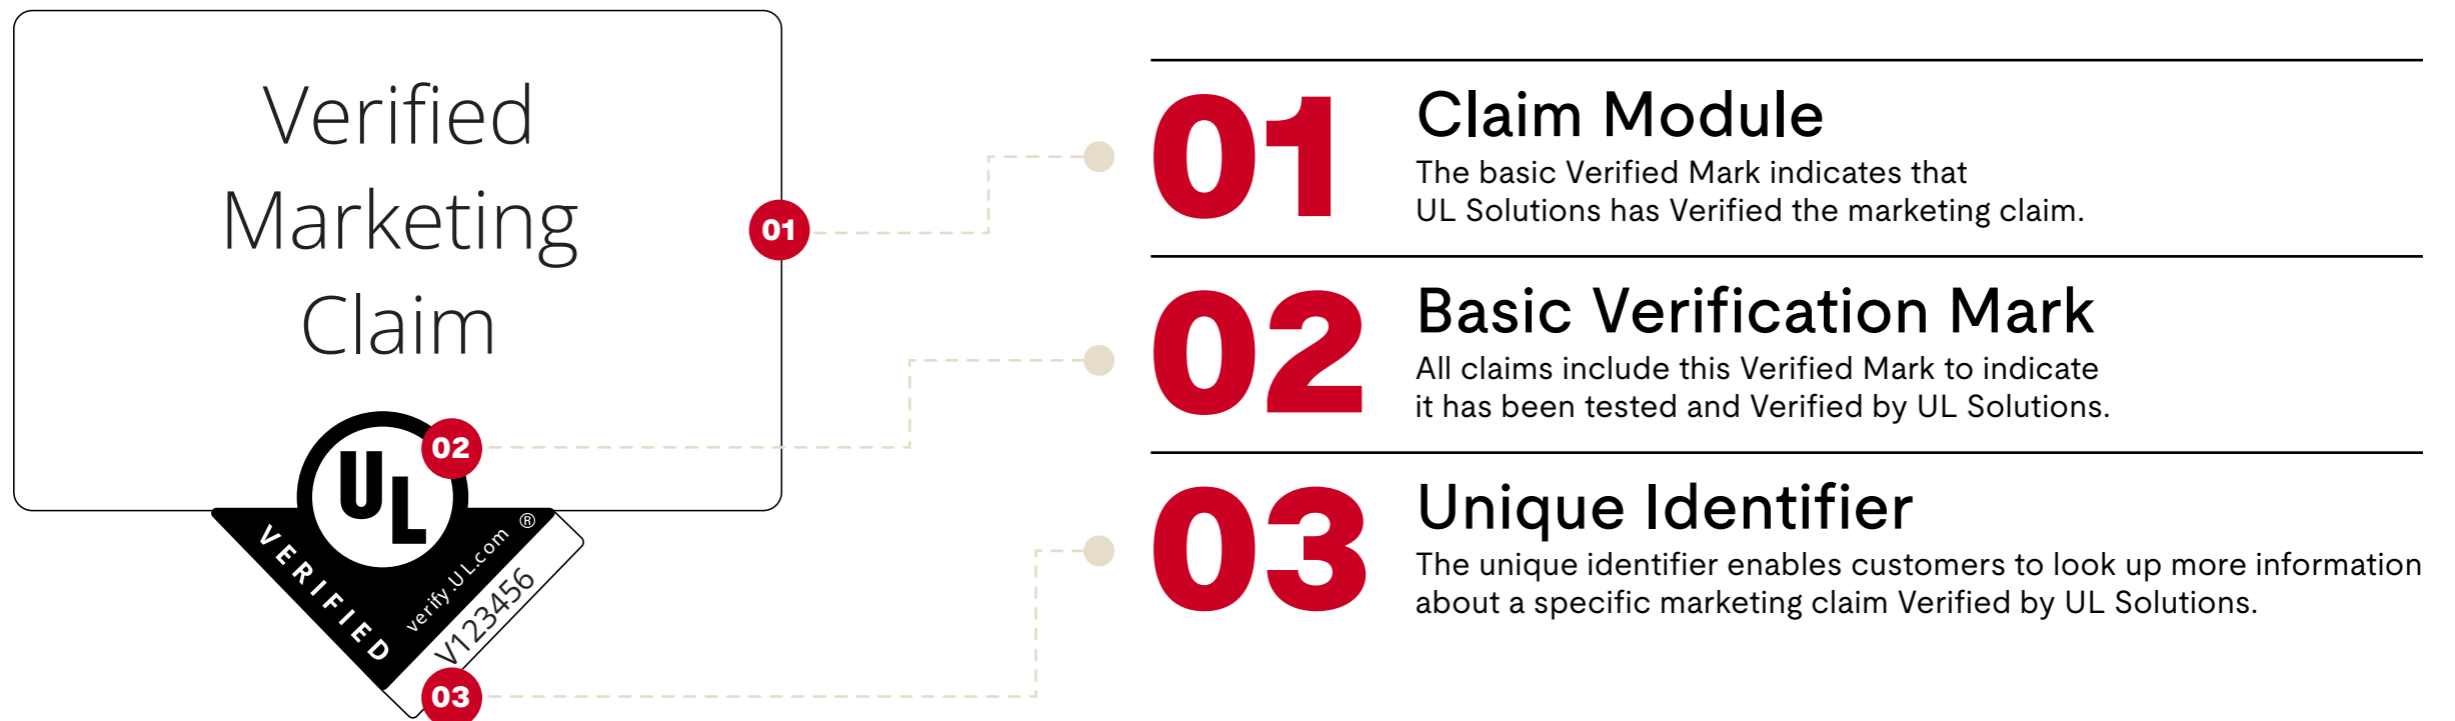 Verified
Marketing
Claim
01
02
UL
®
VERIFIED
verify.UL.com
V123456
03
01
Claim Module
The basic Verified Mark indicates that
UL Solutions has Verified the marketing claim.
02
Basic Verification Mark
All claims include this Verified Mark to indicate
it has been tested and Verified by UL Solutions.
03
Unique Identifier
The unique identifier enables customers to look up more information
about a specific marketing claim Verified by UL Solutions.